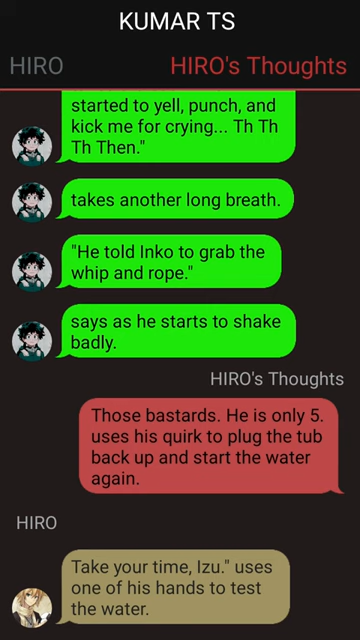 KUMAR TS
HIRO
HIRO's Thoughts
started to yell, punch, and
kick me for crying... Th Th
Th Then."
takes another long breath.
"He told Inko to grab the
whip and rope."
says as he starts to shake
badly.
HIRO's Thoughts
Those bastards. He is only 5.
uses his quirk to plug the tub
back up and start the water
again.
HIRO
Take your time, Izu." uses
one of his hands to test
the water.